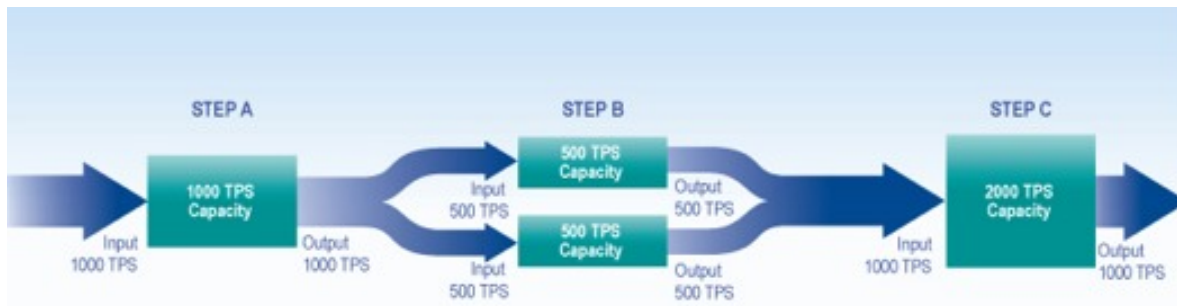 STEP A
STEP B
STEP C
1000 TPS
Capacity
Input
1000 TPS
Output
1000 TPS
500 TPS
Capacity
Input
500 TPS
Output
500 TPS
500 TPS
Capacity
Input
500 TPS
Output
500 TPS
Input
1000 TPS
2000 TPS
Capacity
Output
1000 TPS